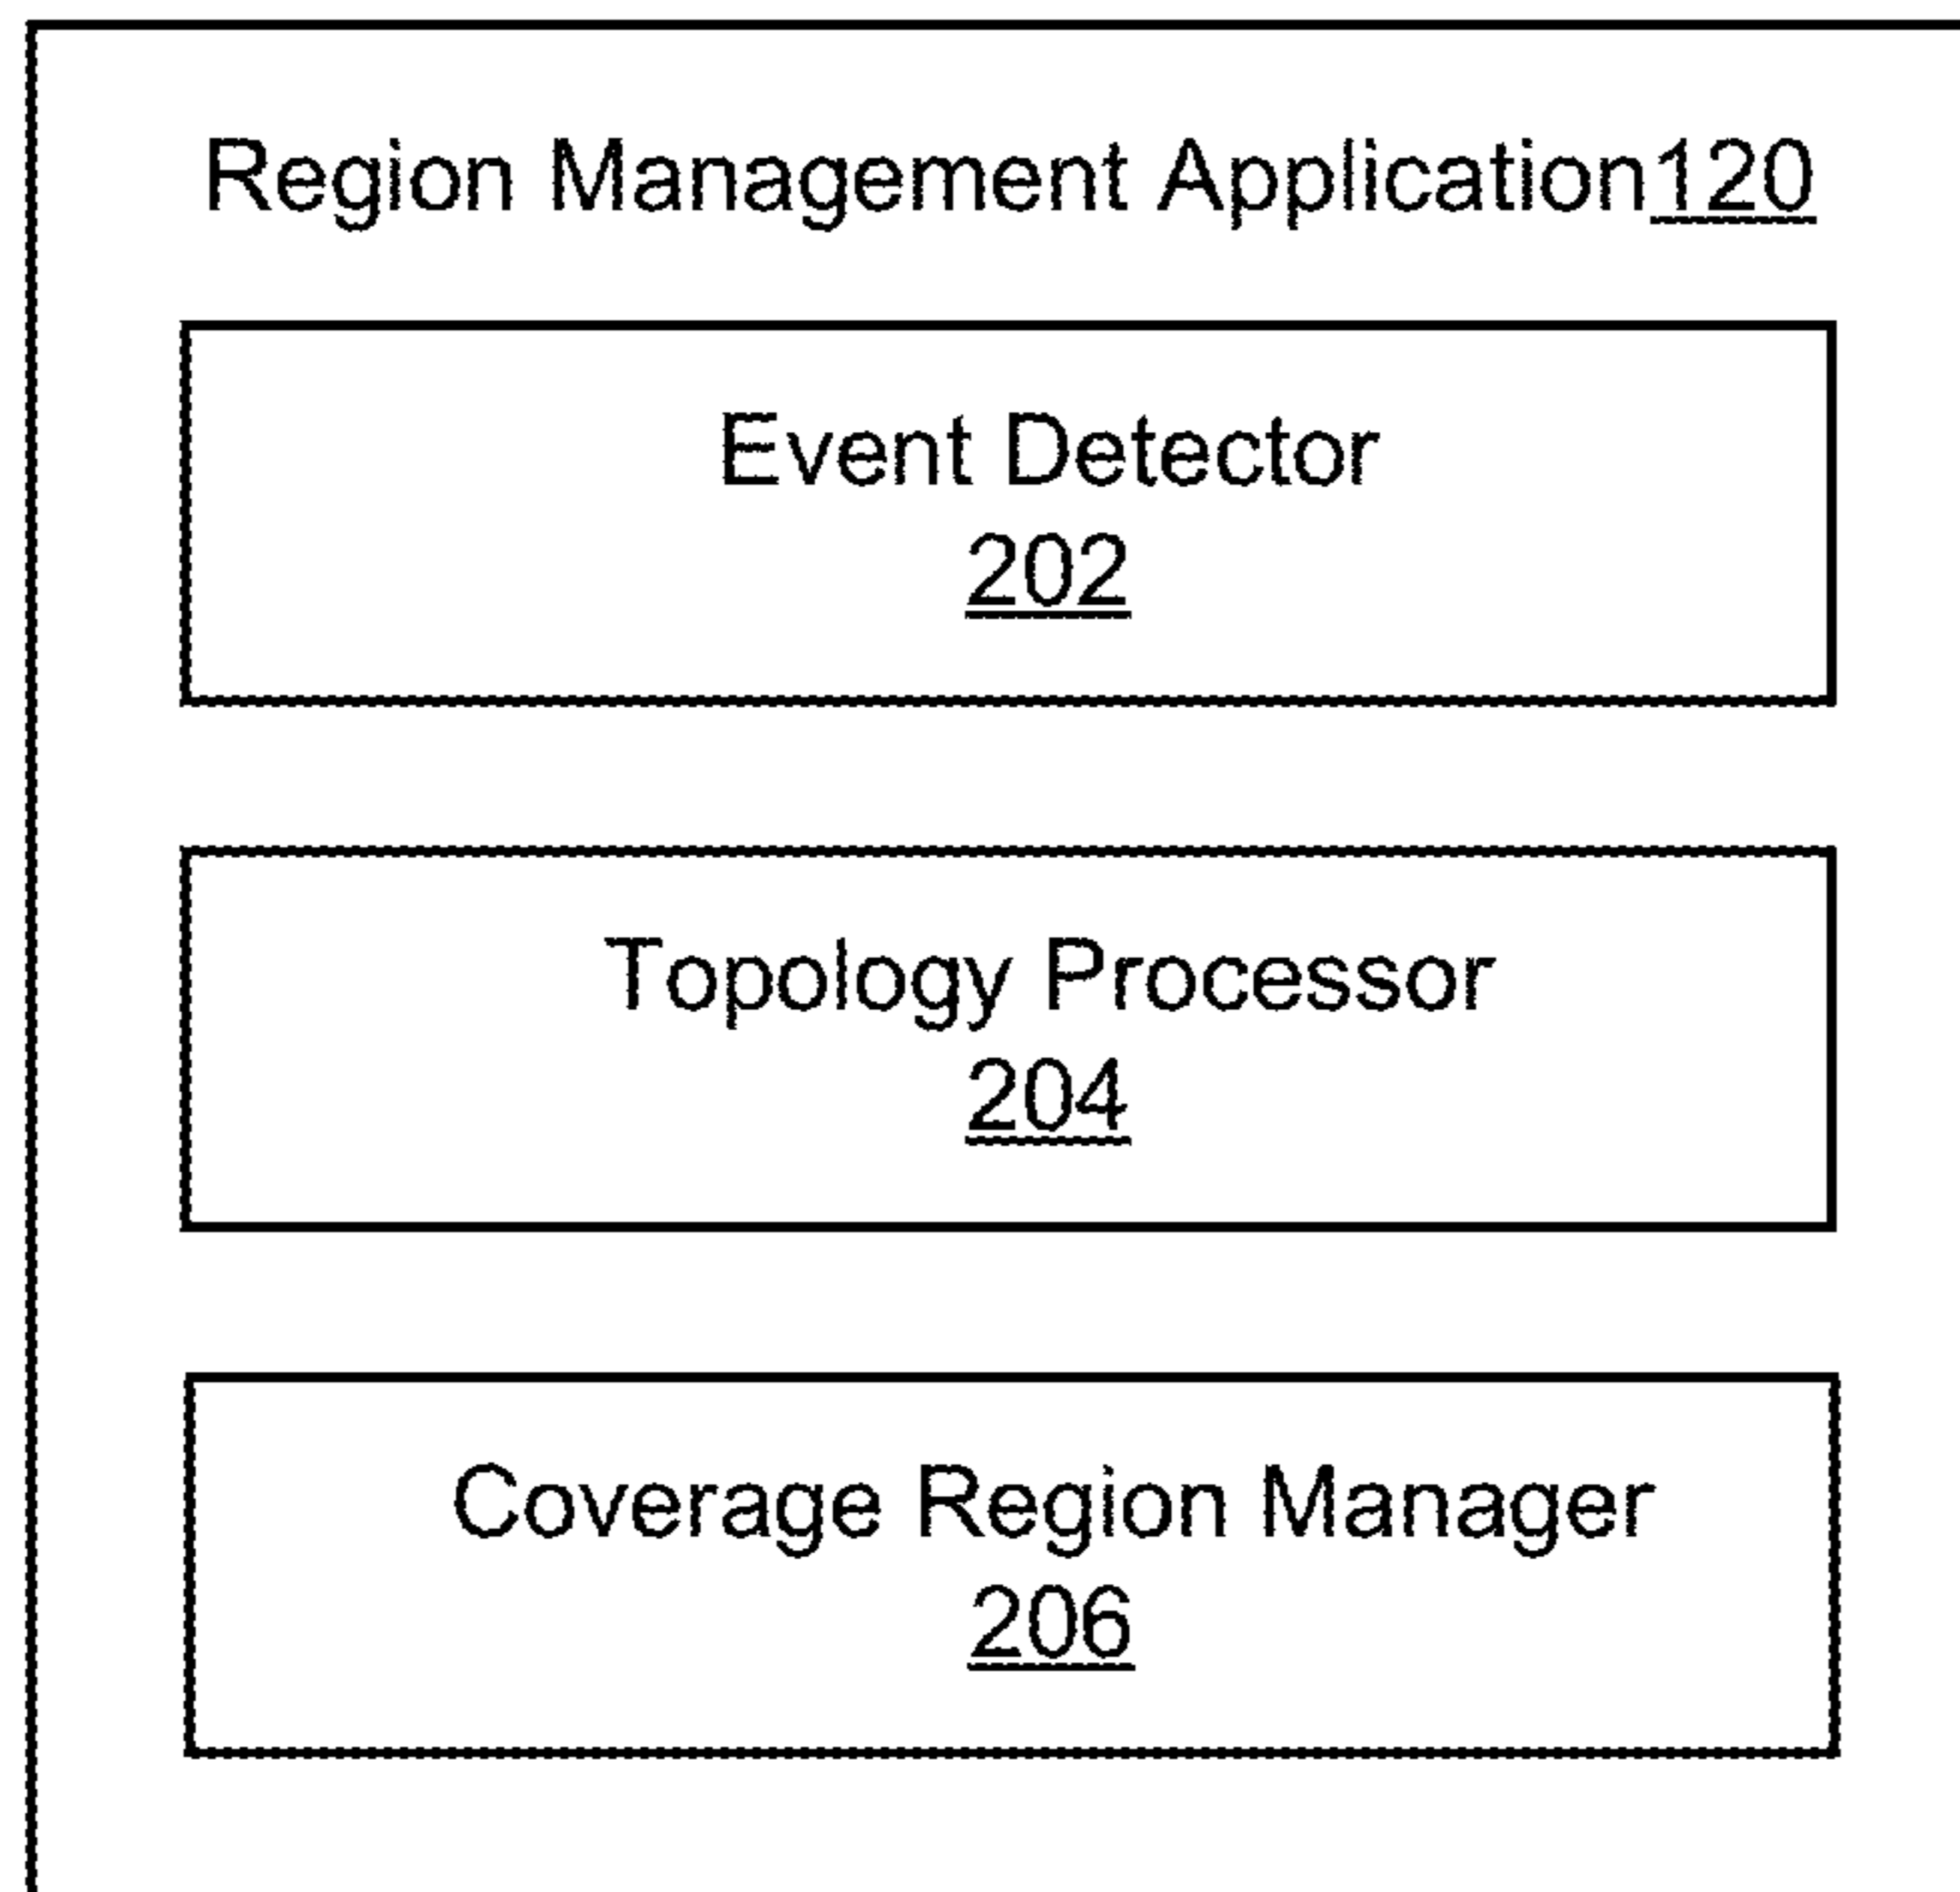 Region Management Application120
Event Detector
202
Topology Processor
204
Coverage Region Manager
206